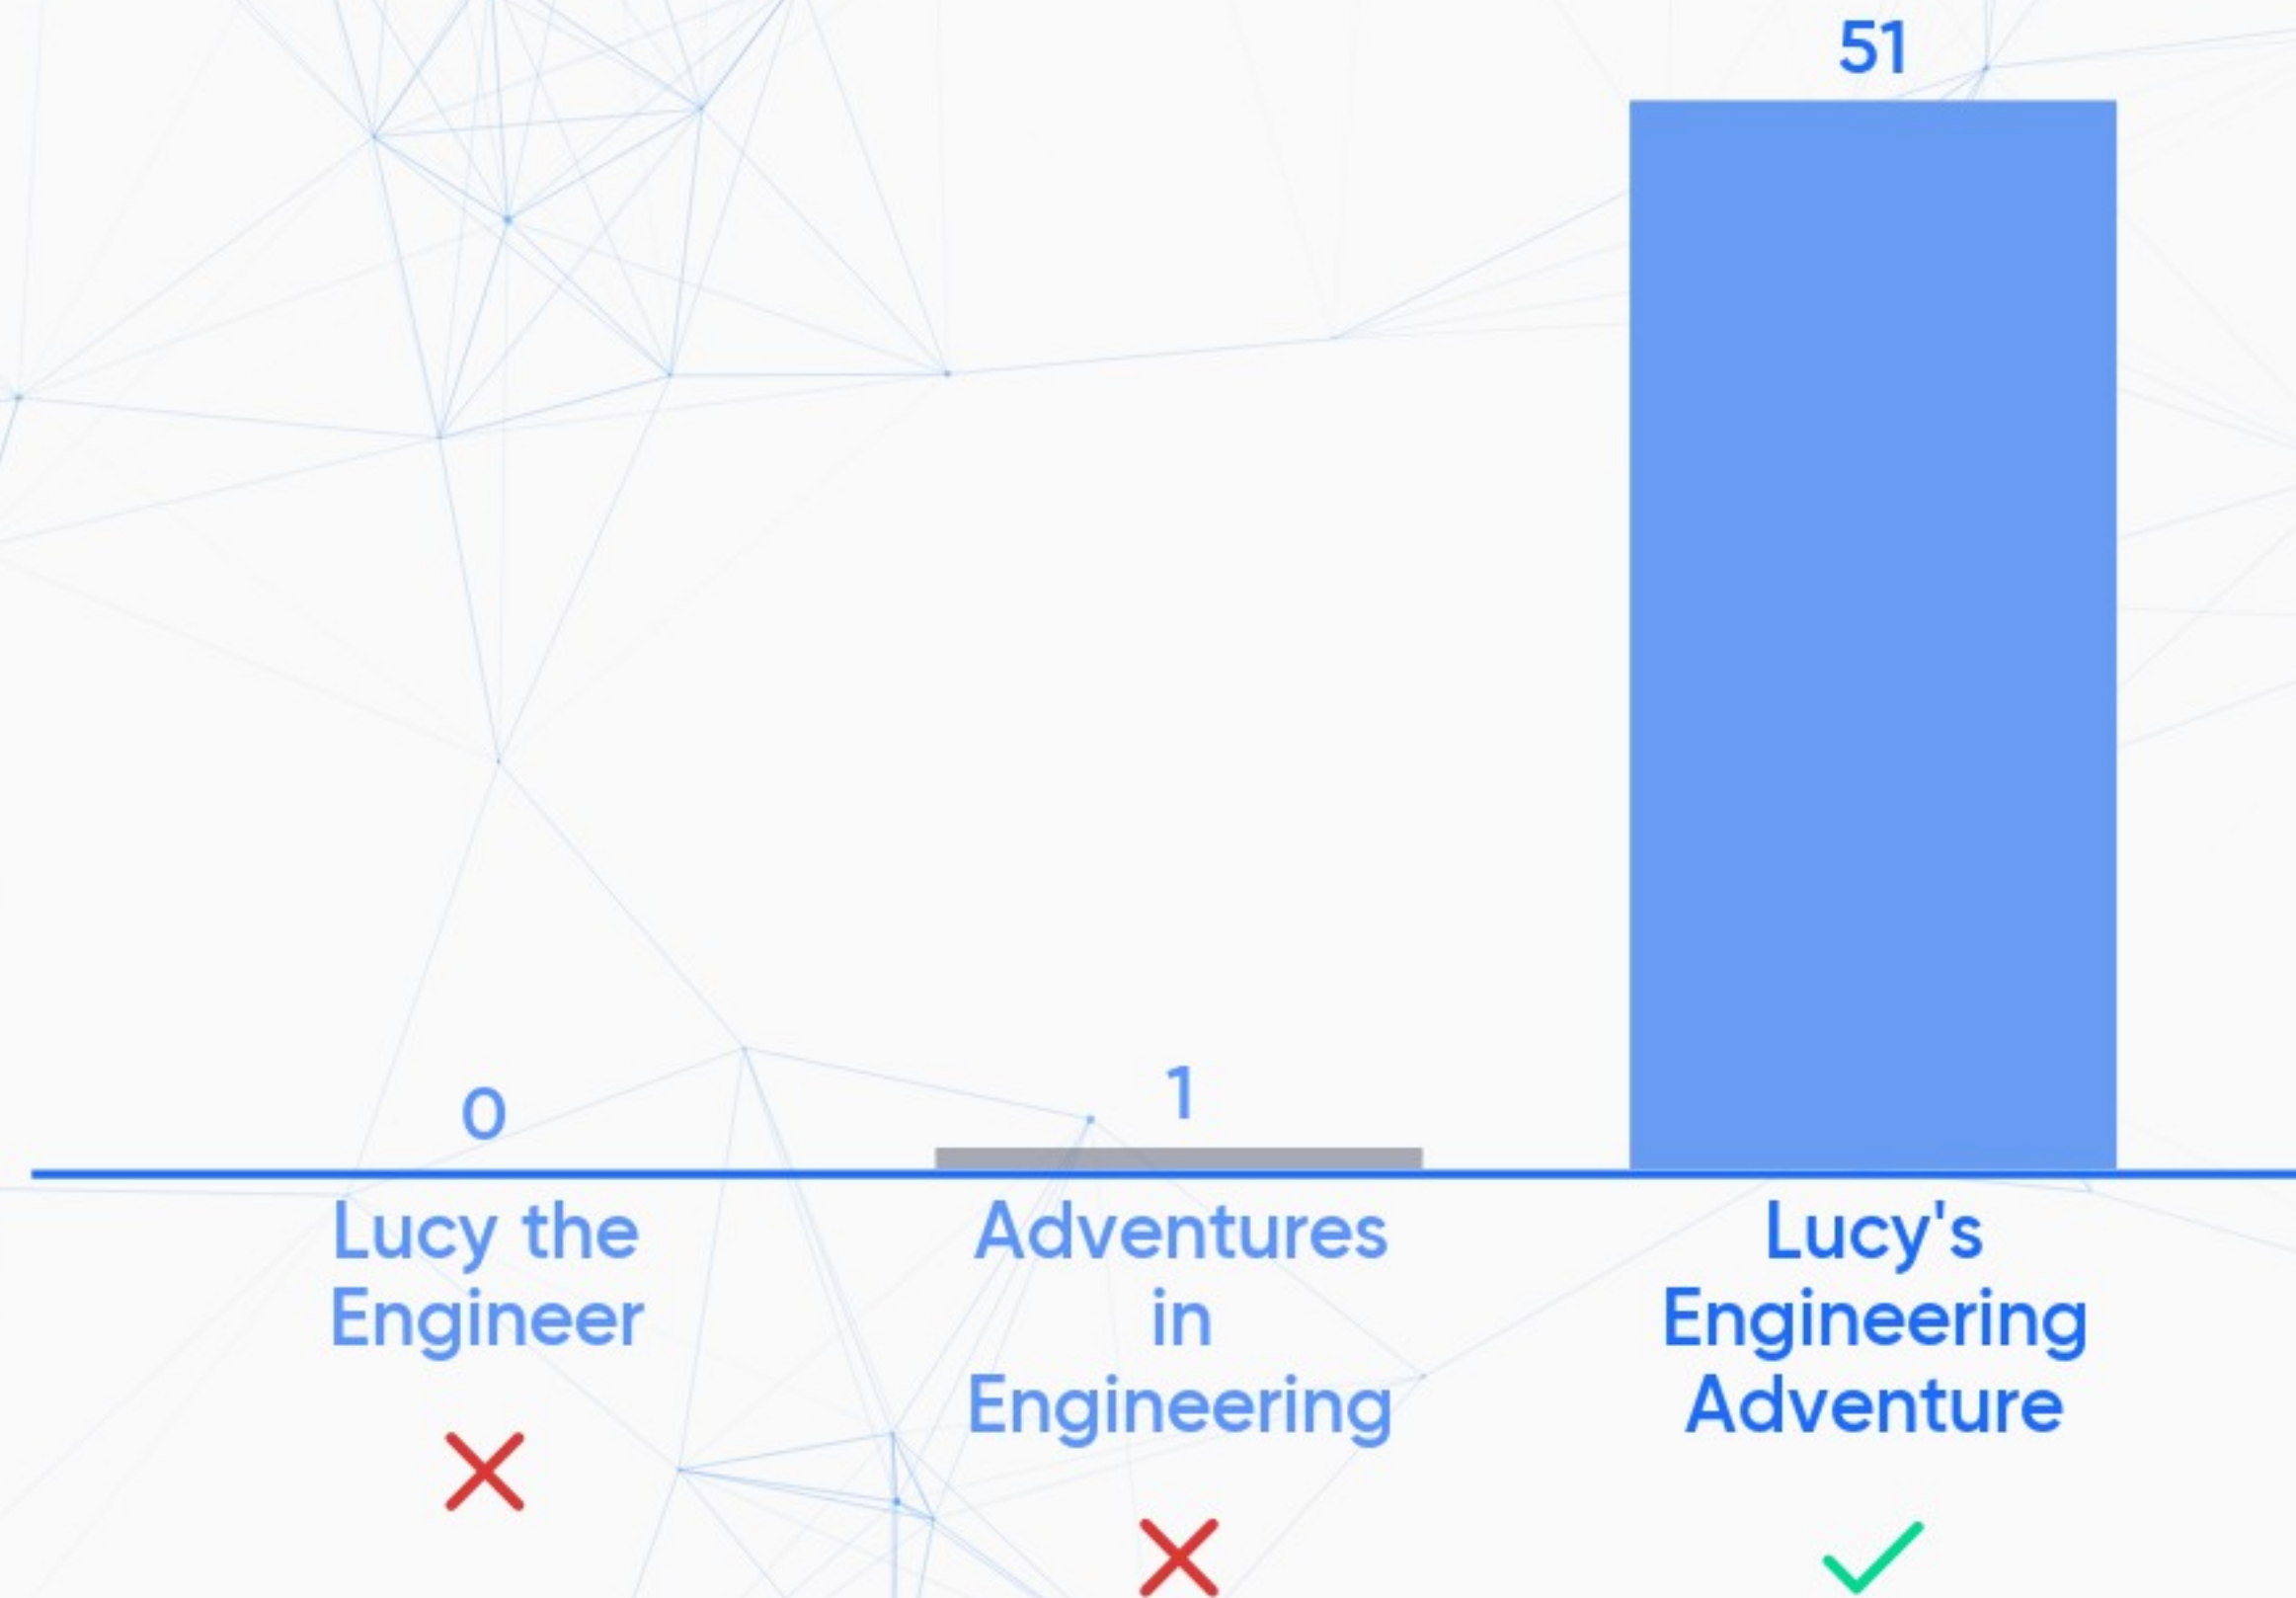 51
0
1
Lucy the
Engineer
Adventures
in
Engineering
Lucy's
Engineering
Adventure